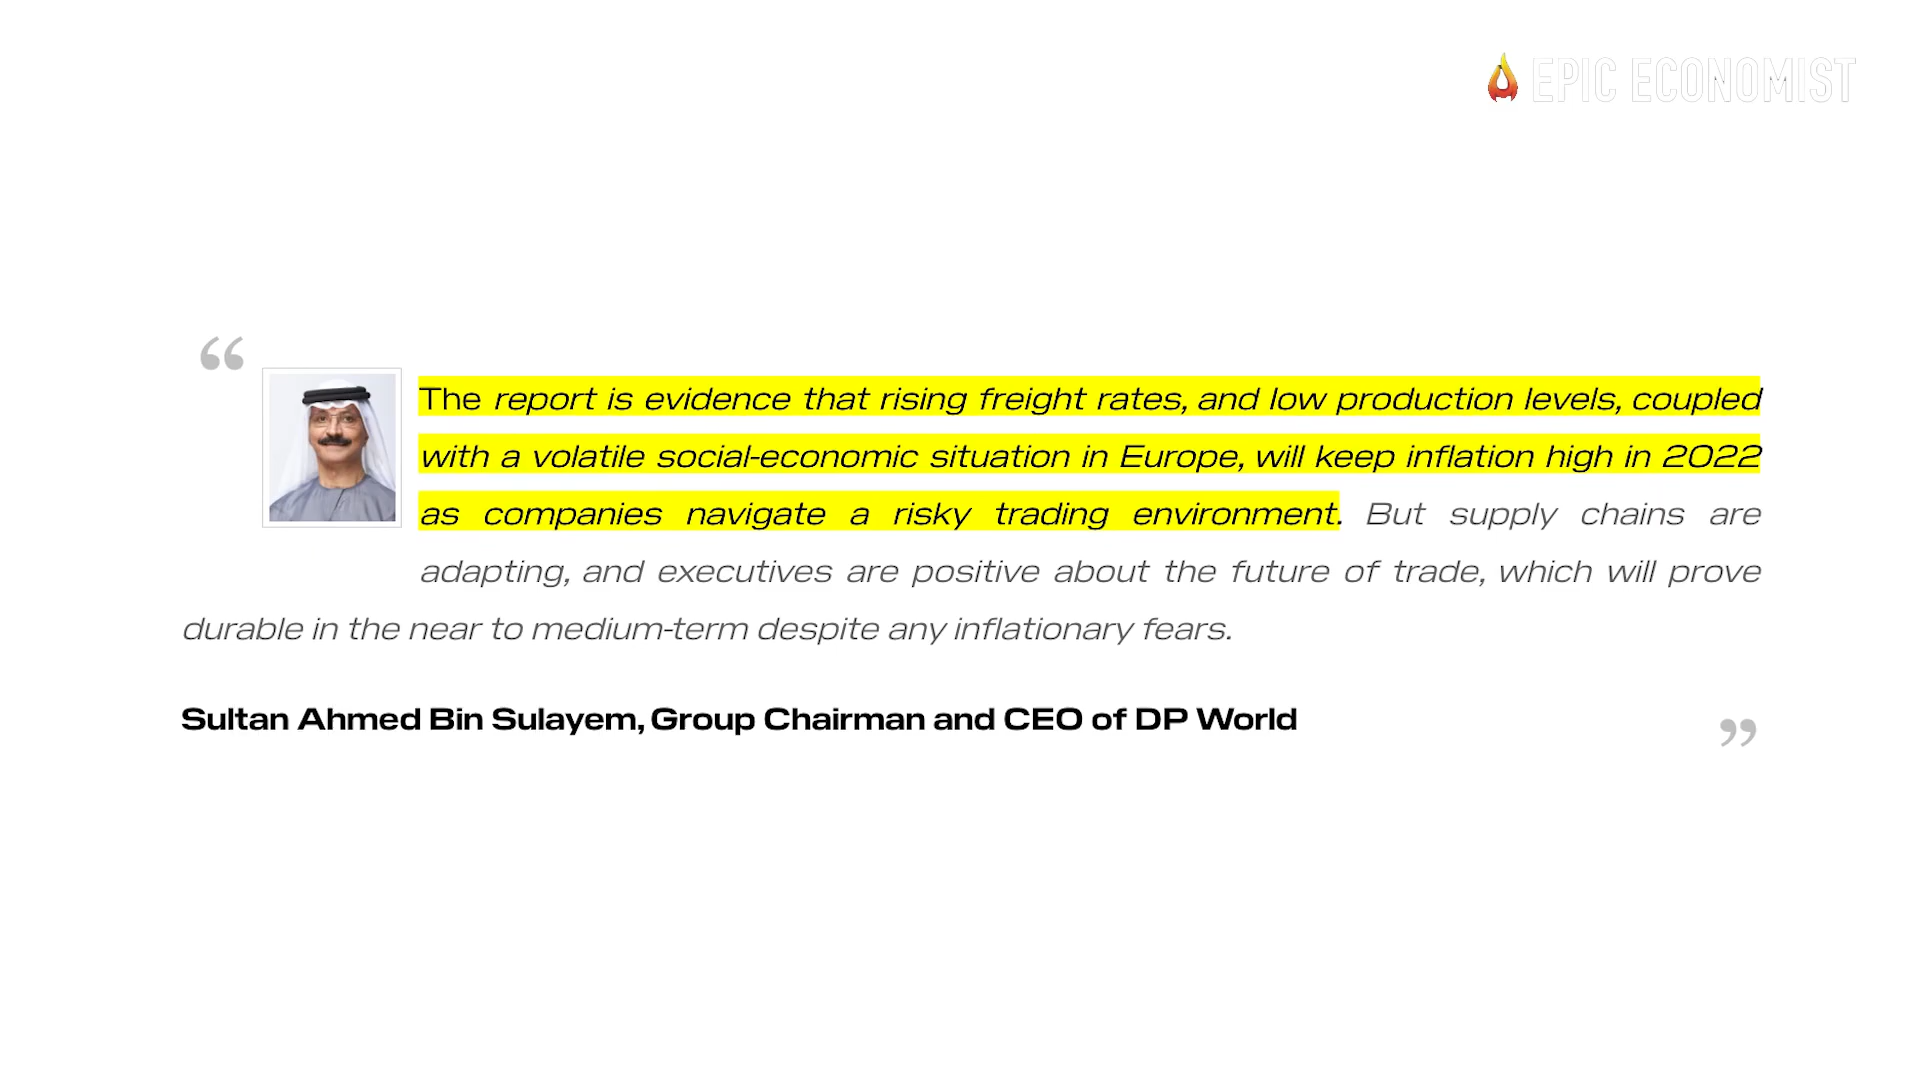 EPIC ECONOMIST
“
The report is evidence that rising freight rates, and low production levels, coupled
with a volatile social-economic situation in Europe, will keep inflation high in 2022
as companies navigate a risky trading environment. But supply chains are
adapting, and executives are positive about the future of trade, which will prove
durable in the near to medium-term despite any inflationary fears.
Sultan Ahmed Bin Sulayem, Group Chairman and CEO of DP World
”